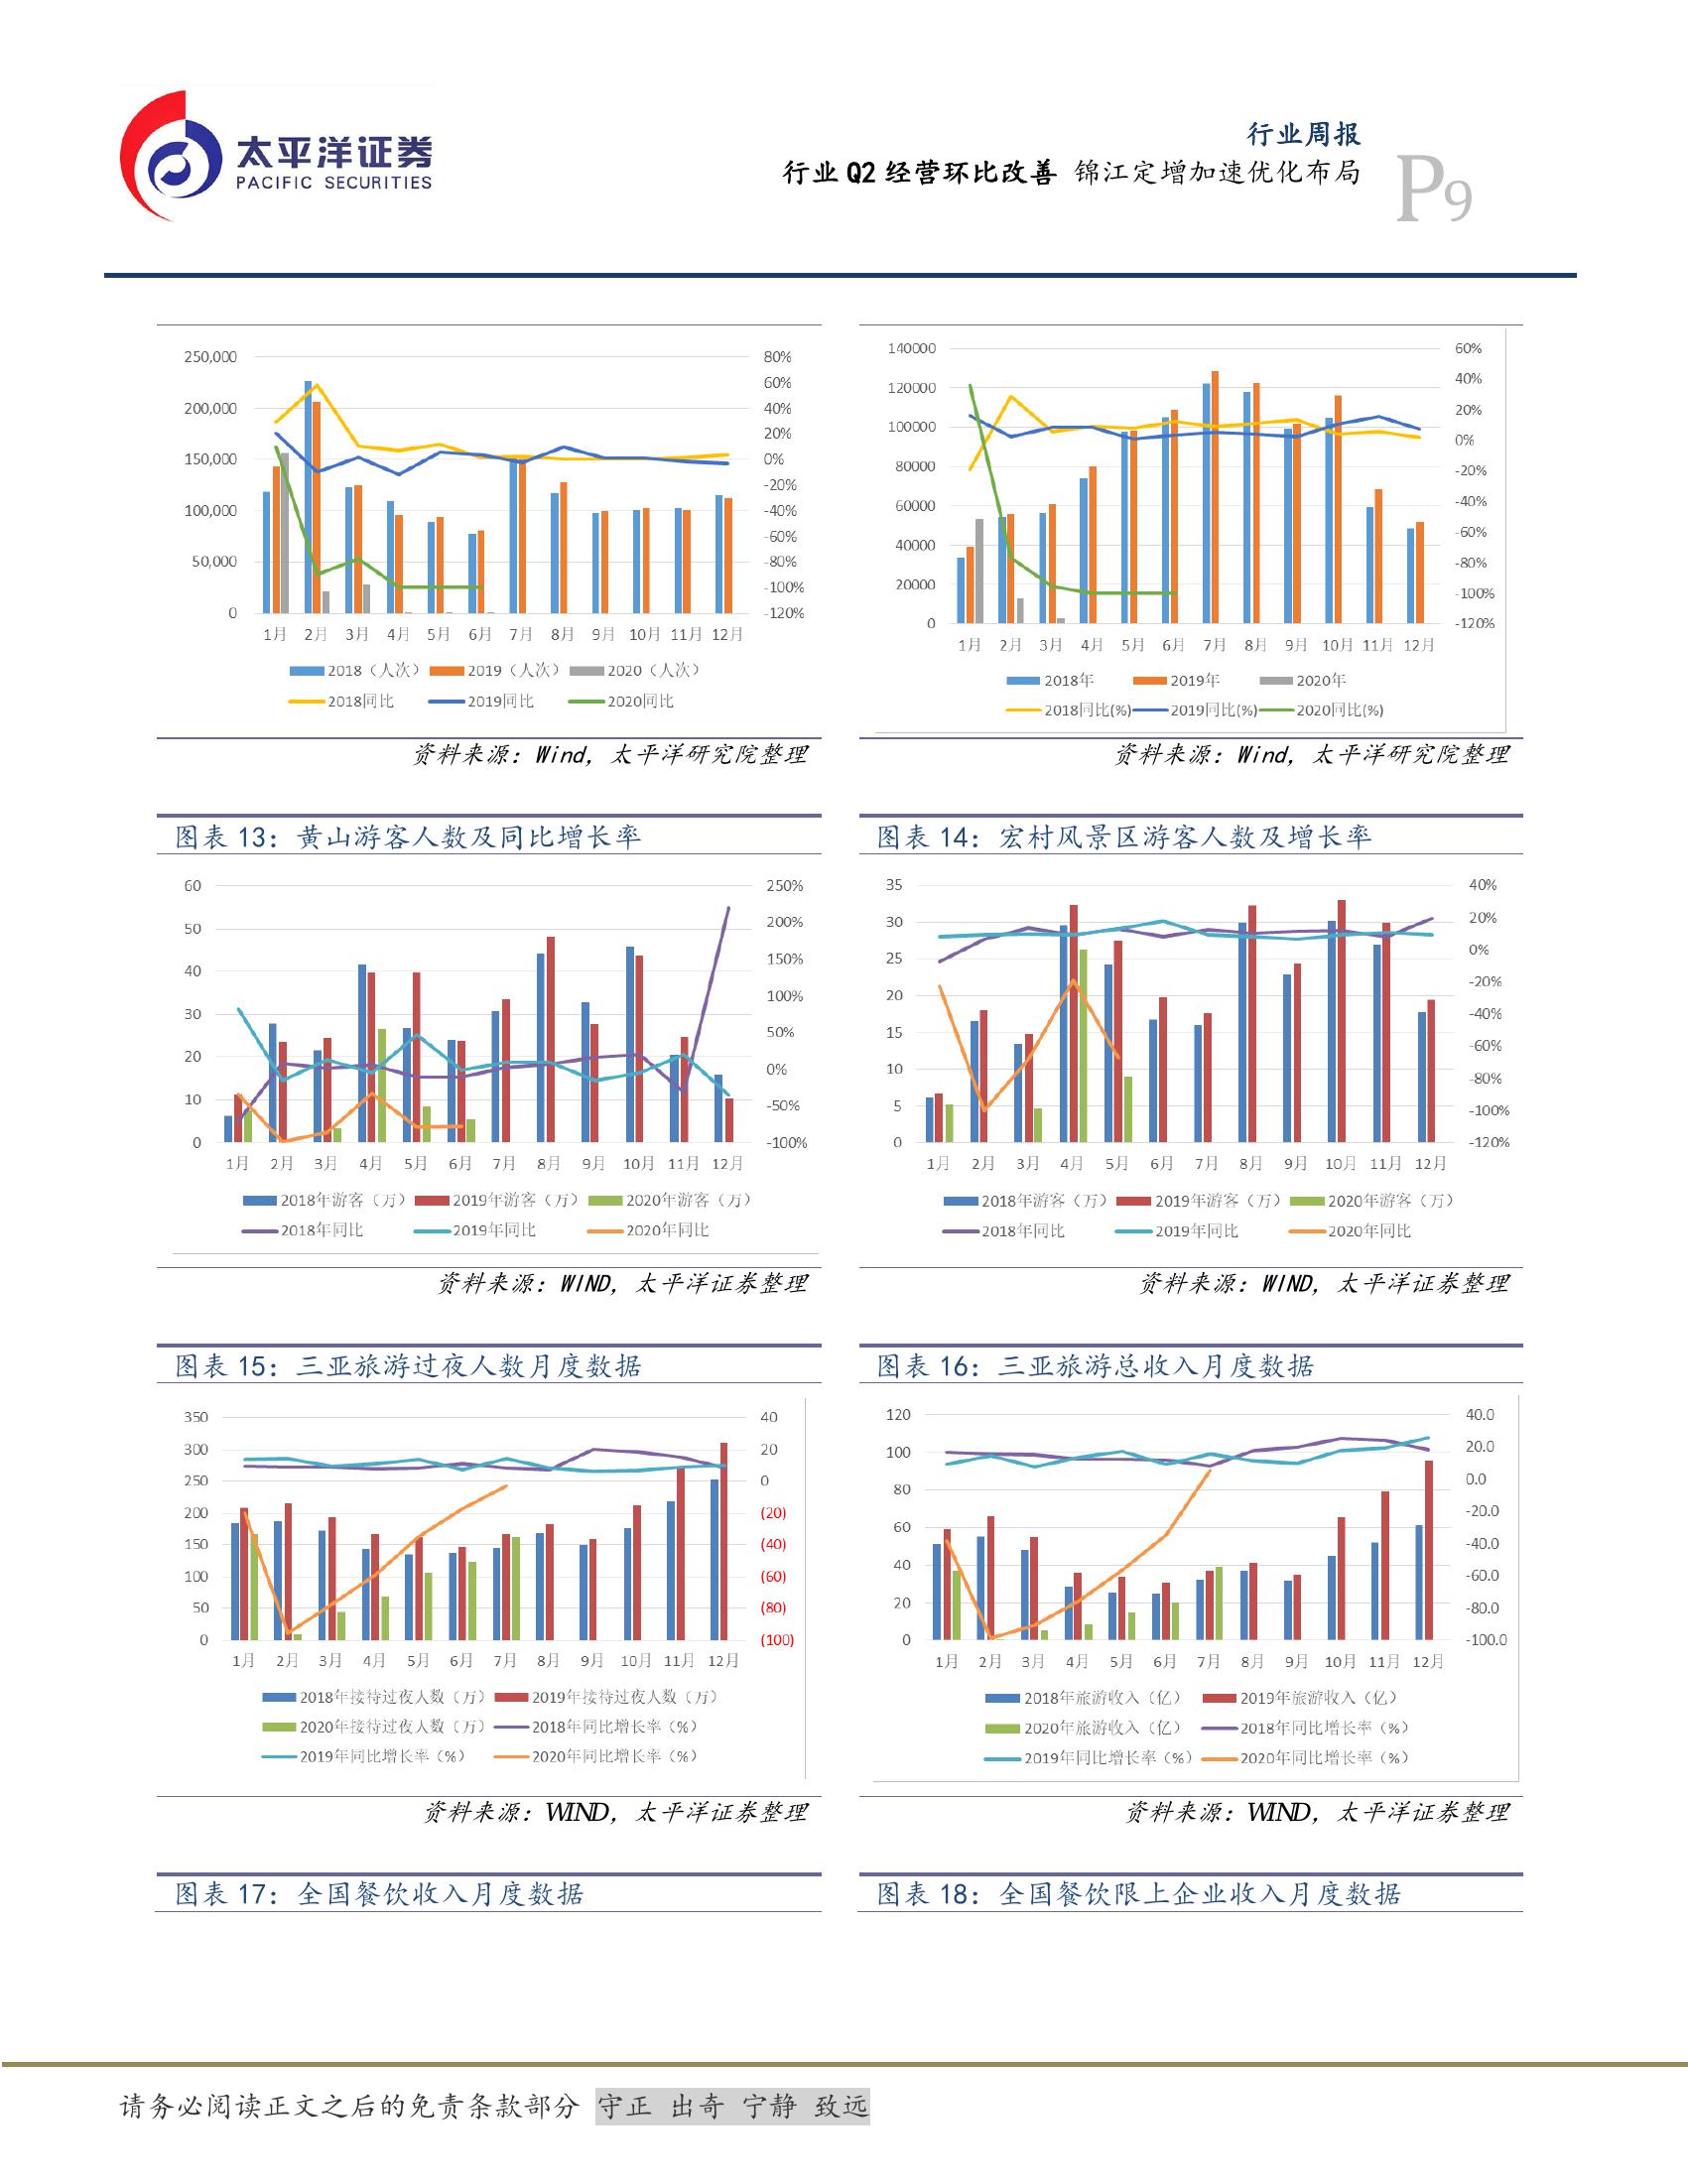 太平洋证券
PACIFIC SECURITIES
行业周报
行业 Q2 经营环比改善 锦江定增加速优化布局
P9
250,000
200,000
150,000
100,000
50,000
0
80%
60%
40%
20%
0%
-20%
-40%
-60%
-80%
-100%
-120%
1月 2月 3月 4月 5月 6月 7月 8月 9月 10月 11月 12月
2018（人次） 2019（人次） 2020（人次）
2018同比 2019同比 2020同比
资料来源：Wind，太平洋研究院整理
140000
120000
100000
80000
60000
40000
20000
0
60%
40%
20%
0%
-20%
-40%
-60%
-80%
-100%
-120%
1月 2月 3月 4月 5月 6月 7月 8月 9月 10月 11月 12月
2018年 2019年 2020年
2018同比(%) 2019同比(%) 2020同比(%)
资料来源：Wind，太平洋研究院整理
图表 13：黄山游客人数及同比增长率
60
50
40
30
20
10
0
250%
200%
150%
100%
50%
0%
-50%
-100%
1月 2月 3月 4月 5月 6月 7月 8月 9月 10月 11月 12月
2018年游客（万） 2019年游客（万） 2020年游客（万）
2018年同比 2019年同比 2020年同比
资料来源：WIND，太平洋证券整理
图表 14：宏村风景区游客人数及增长率
35
30
25
20
15
10
5
0
40%
20%
0%
-20%
-40%
-60%
-80%
-100%
-120%
1月 2月 3月 4月 5月 6月 7月 8月 9月 10月 11月 12月
2018年游客（万） 2019年游客（万） 2020年游客（万）
2018年同比 2019年同比 2020年同比
资料来源：WIND，太平洋证券整理
图表 15：三亚旅游过夜人数月度数据
350
300
250
200
150
100
50
0
40
20
0
(20)
(40)
(60)
(80)
(100)
1月 2月 3月 4月 5月 6月 7月 8月 9月 10月 11月 12月
2018年接待过夜人数（万） 2019年接待过夜人数（万）
2020年接待过夜人数（万） 2018年同比增长率（%）
2019年同比增长率（%） 2020年同比增长率（%）
资料来源：WIND，太平洋证券整理
图表 16：三亚旅游总收入月度数据
120
100
80
60
40
20
0
40.0
20.0
0.0
-20.0
-40.0
-60.0
-80.0
-100.0
1月 2月 3月 4月 5月 6月 7月 8月 9月 10月 11月 12月
2018年旅游收入（亿） 2019年旅游收入（亿）
2020年旅游收入（亿） 2018年同比增长率（%）
2019年同比增长率（%） 2020年同比增长率（%）
资料来源：WIND，太平洋证券整理
图表 17：全国餐饮收入月度数据
图表 18：全国餐饮限上企业收入月度数据
请务必阅读正文之后的免责条款部分 守正 出奇 宁静 致远